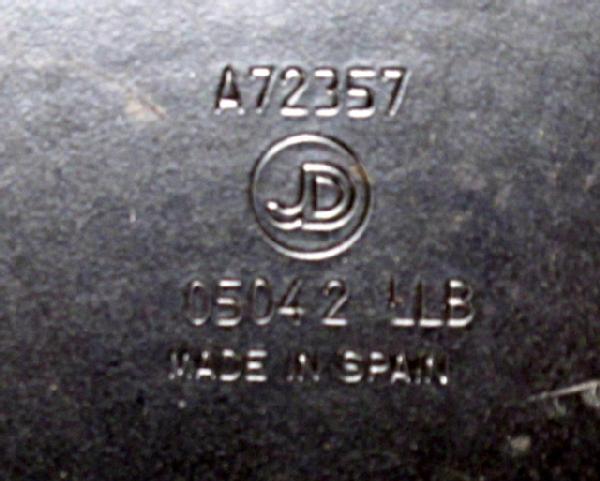 A72357
JD
05042 LLB
MADE IN SPAIN